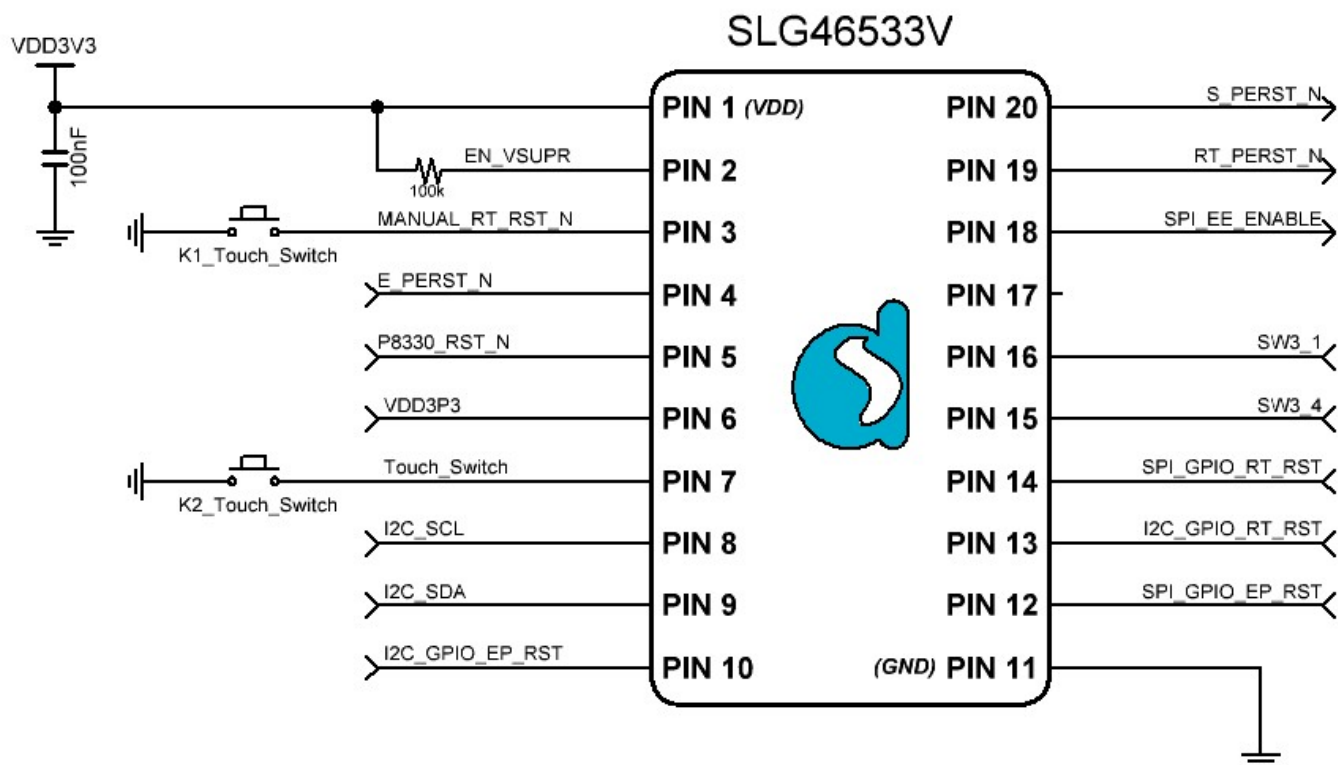 SLG46533V
VDD3V3
100nF
PIN 1 (VDD)
EN_VSUPR
100k
PIN 2
MANUAL_RT_RST_N
K1_Touch_Switch
PIN 3
E_PERST_N
PIN 4
P8330_RST_N
PIN 5
VDD3P3
PIN 6
Touch_Switch
K2_Touch_Switch
PIN 7
I2C_SCL
PIN 8
I2C_SDA
PIN 9
I2C_GPIO_EP_RST
PIN 10
PIN 20
S_PERST_N
PIN 19
RT_PERST_N
PIN 18
SPI_EE_ENABLE
PIN 17
PIN 16
SW3_1
PIN 15
SW3_4
PIN 14
SPI_GPIO_RT_RST
PIN 13
I2C_GPIO_RT_RST
PIN 12
SPI_GPIO_EP_RST
(GND) PIN 11